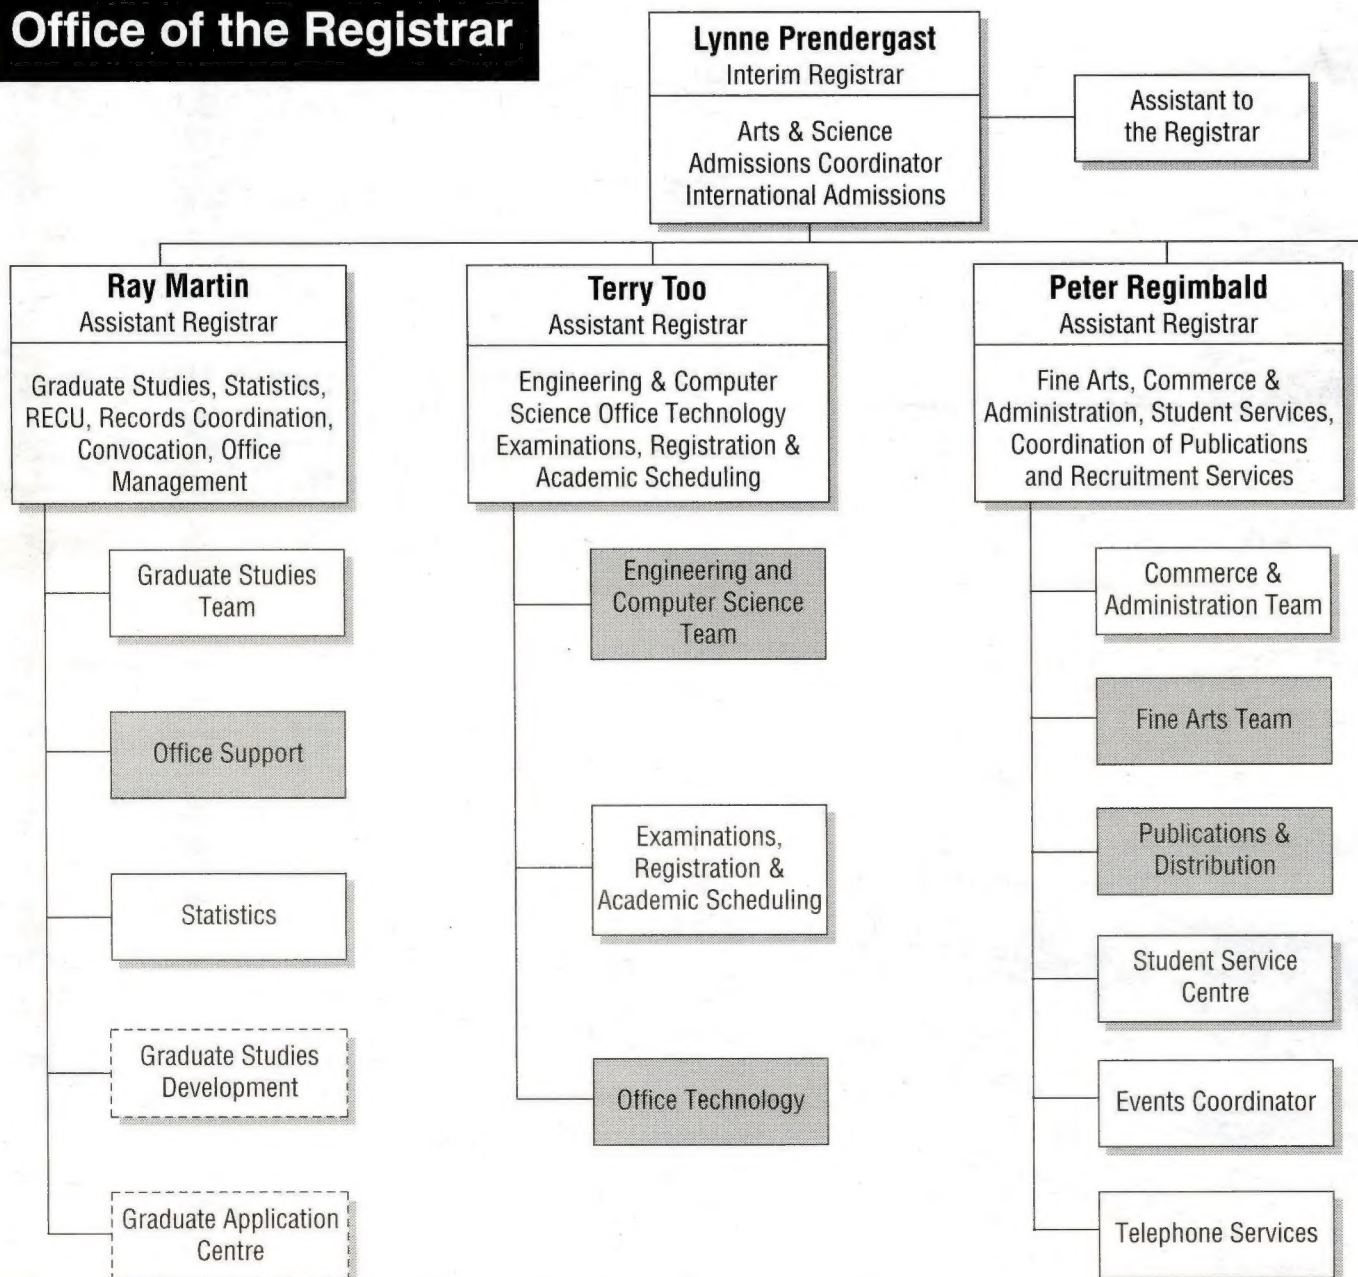 Office of the Registrar
Lynne Prendergast
Interim Registrar
Arts & Science
Admissions Coordinator
International Admissions
Assistant to
the Registrar
Ray Martin
Assistant Registrar
Graduate Studies, Statistics,
RECU, Records Coordination,
Convocation, Office
Management
Graduate Studies
Team
Office Support
Statistics
Graduate Studies
Development
Graduate Application
Centre
Terry Too
Assistant Registrar
Engineering & Computer
Science Office Technology
Examinations, Registration &
Academic Scheduling
Engineering and
Computer Science
Team
Examinations,
Registration &
Academic Scheduling
Office Technology
Peter Regimbald
Assistant Registrar
Fine Arts, Commerce &
Administration, Student Services,
Coordination of Publications
and Recruitment Services
Commerce &
Administration Team
Fine Arts Team
Publications &
Distribution
Student Service
Centre
Events Coordinator
Telephone Services